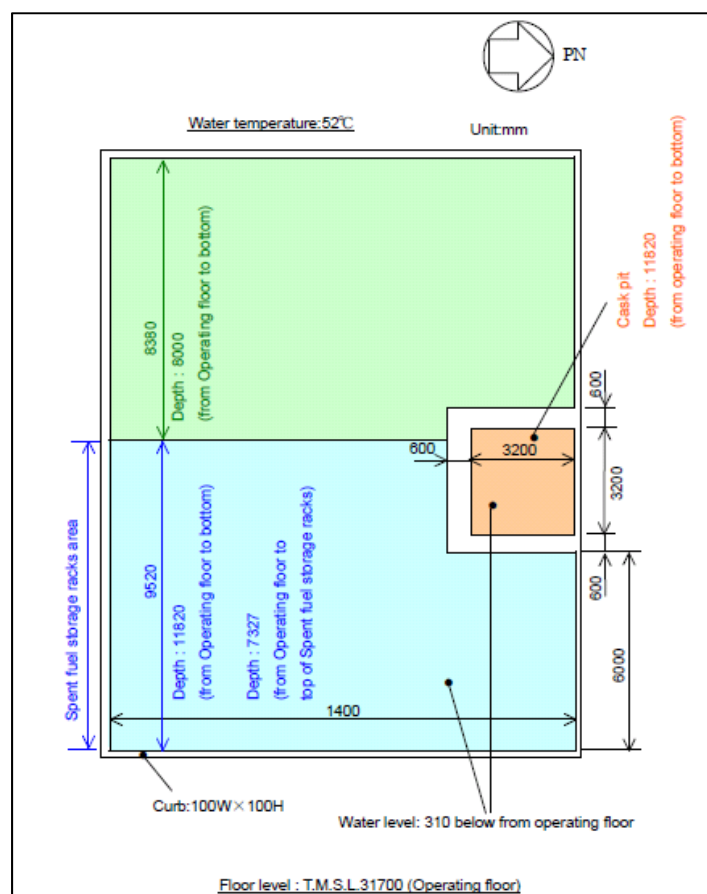 PN
Water temperature:52℃
Unit:mm
Cask pit
Depth : 11820
(from operating floor to bottom)
8380
Depth : 8000
(from Operating floor to bottom)
600
600
3200
3200
600
Spent fuel storage racks area
9520
Depth : 11820
(from Operating floor to bottom)
Depth : 7327
(from Operating floor to
top of Spent fuel storage racks)
6000
1400
Curb:100W×100H
Water level: 310 below from operating floor
Floor level : T.M.S.L.31700 (Operating floor)